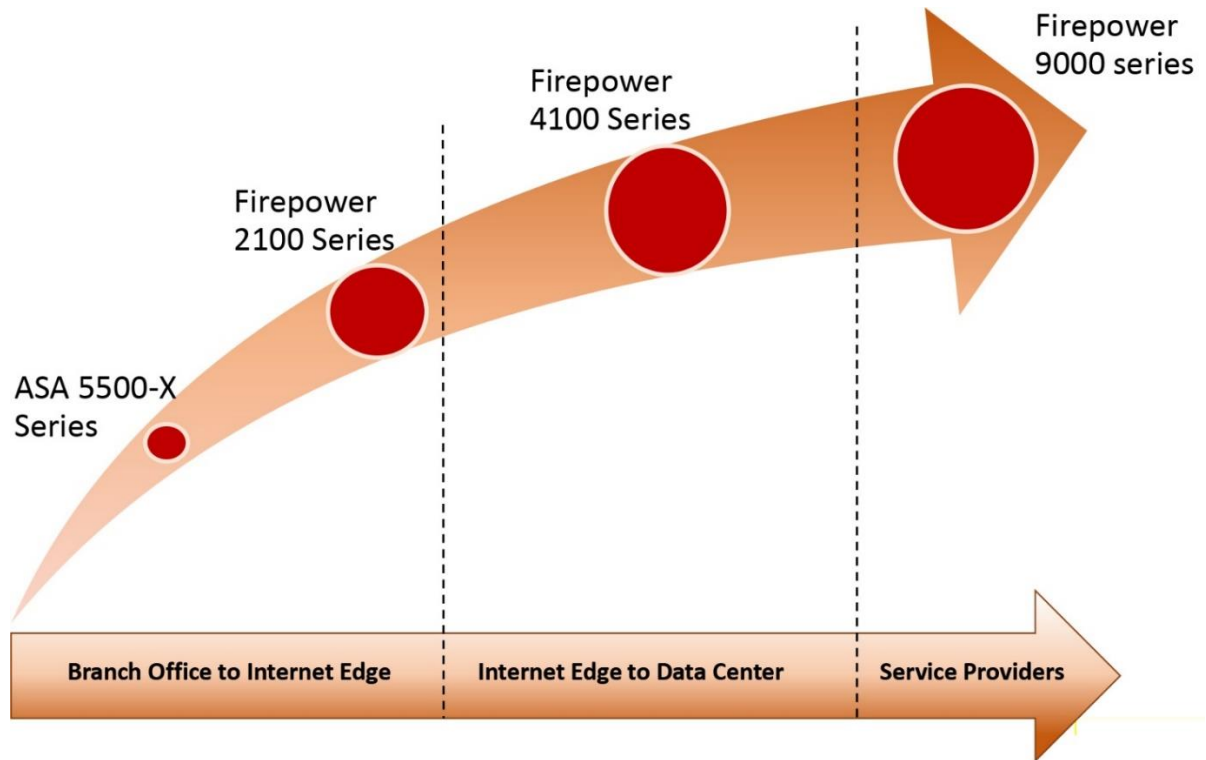 Firepower
9000 series
Firepower
4100 Series
Firepower
2100 Series
ASA 5500-X
Series
Branch Office to Internet Edge
Internet Edge to Data Center
Service Providers